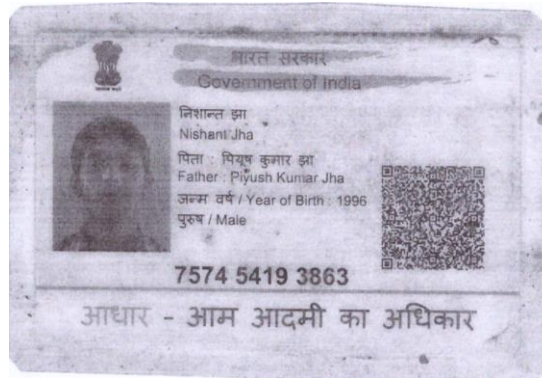 भारत सरकार
Government of India
निशान्त झा
Nishant Jha
पिता : पियूष कुमार झा
Father : Piyush Kumar Jha
जन्म वर्ष / Year of Birth : 1996
पुरुष / Male
7574 5419 3863
आधार - आम आदमी का अधिकार